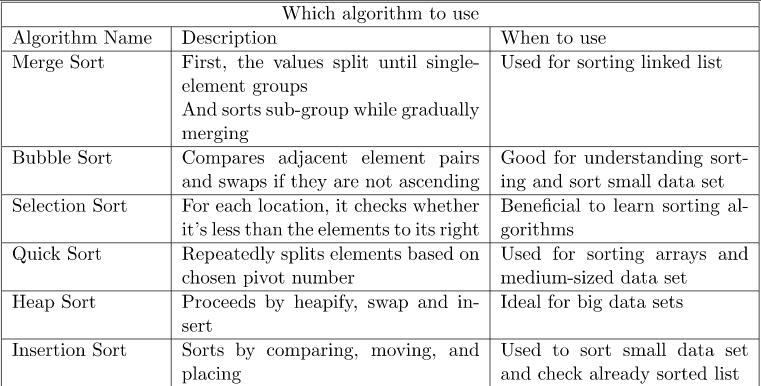 Which algorithm to use
Algorithm Name Description When to use
Merge Sort First, the values split until single- Used for sorting linked list
element groups
And sorts sub-group while gradually
merging
Bubble Sort Compares adjacent element pairs Good for understanding sort-
and swaps if they are not ascending ing and sort small data set
Selection Sort For each location, it checks whether Beneficial to learn sorting al-
it's less than the elements to its right gorithms
Quick Sort Repeatedly splits elements based on Used for sorting arrays and
chosen pivot number medium-sized data set
Heap Sort Proceeds by heapify, swap and in- Ideal for big data sets
sert
Insertion Sort Sorts by comparing, moving, and Used to sort small data set
placing and check already sorted list